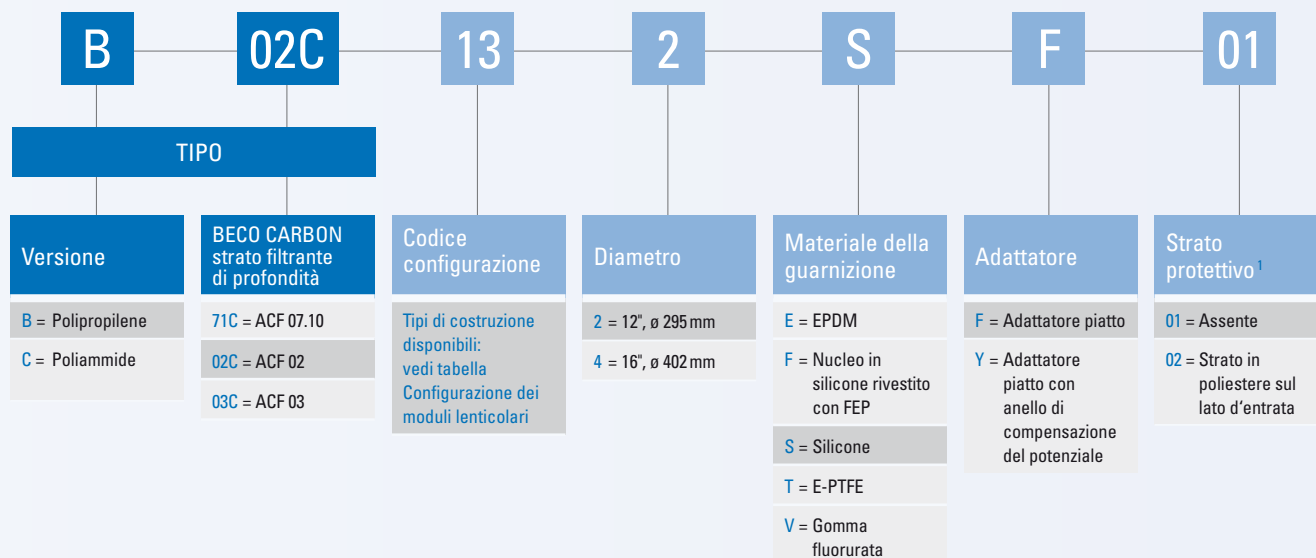 B
02C
13
2
S
F
01
TIPO
Versione
B = Polipropilene
C = Poliammide
BECO CARBON
strato filtrante
di profondità
71C = ACF 07.10
02C = ACF 02
03C = ACF 03
Codice
configurazione
Tipi di costruzione
disponibili:
vedi tabella
Configurazione dei
moduli lenticolari
Diametro
2 = 12", ø 295 mm
4 = 16", ø 402 mm
Materiale della
guarnizione
E = EPDM
F = Nucleo in
silicone rivestito
con FEP
S = Silicone
T = E-PTFE
V = Gomma
fluorurata
Adattatore
F = Adattatore piatto
Y = Adattatore
piatto con
anello di
compensazione
del potenziale
Strato
protettivo ¹
01 = Assente
02 = Strato in
poliestere sul
lato d‘entrata